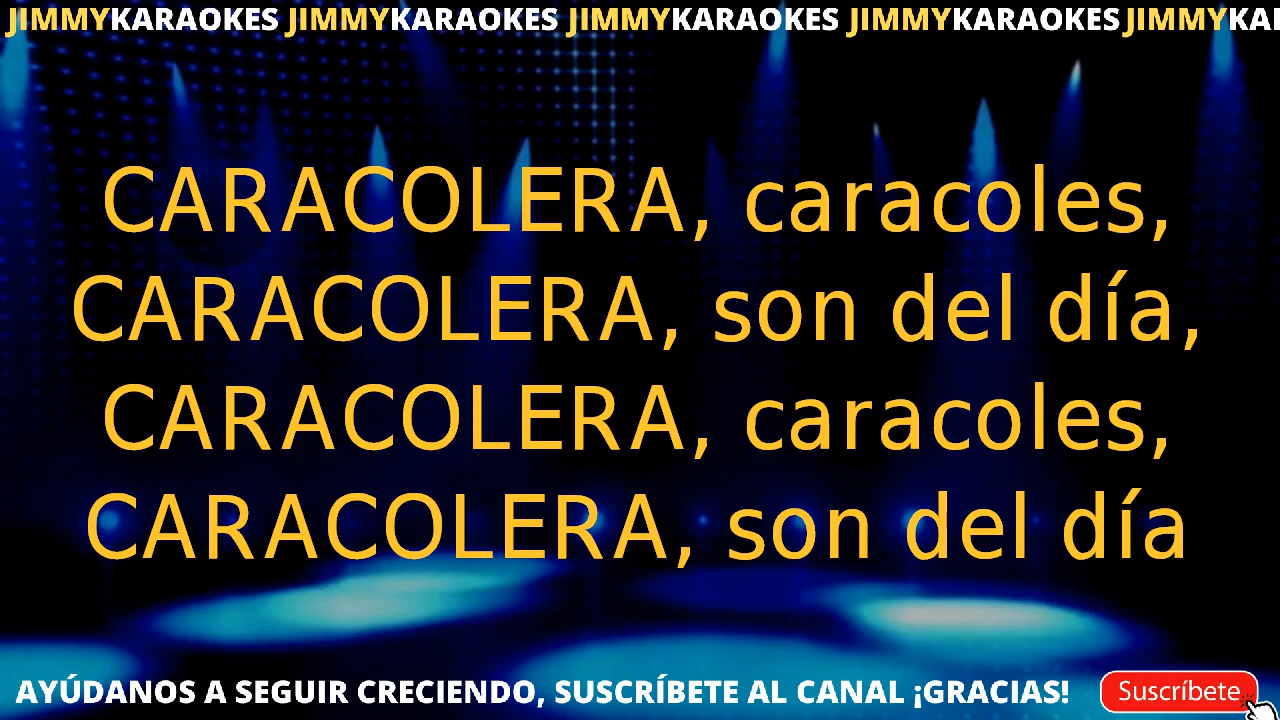 JIMMYKARAOKES JIMMYKARAOKES JIMMYKARAOKES JIMMYKARAOKES JIMMYKA
CARACOLERA, caracoles,
CARACOLERA, son del día,
CARACOLERA, caracoles,
CARACOLERA, son del día
AYÚDANOS A SEGUIR CRECIENDO, SUSCRÍBETE AL CANAL ¡GRACIAS! Suscríbete